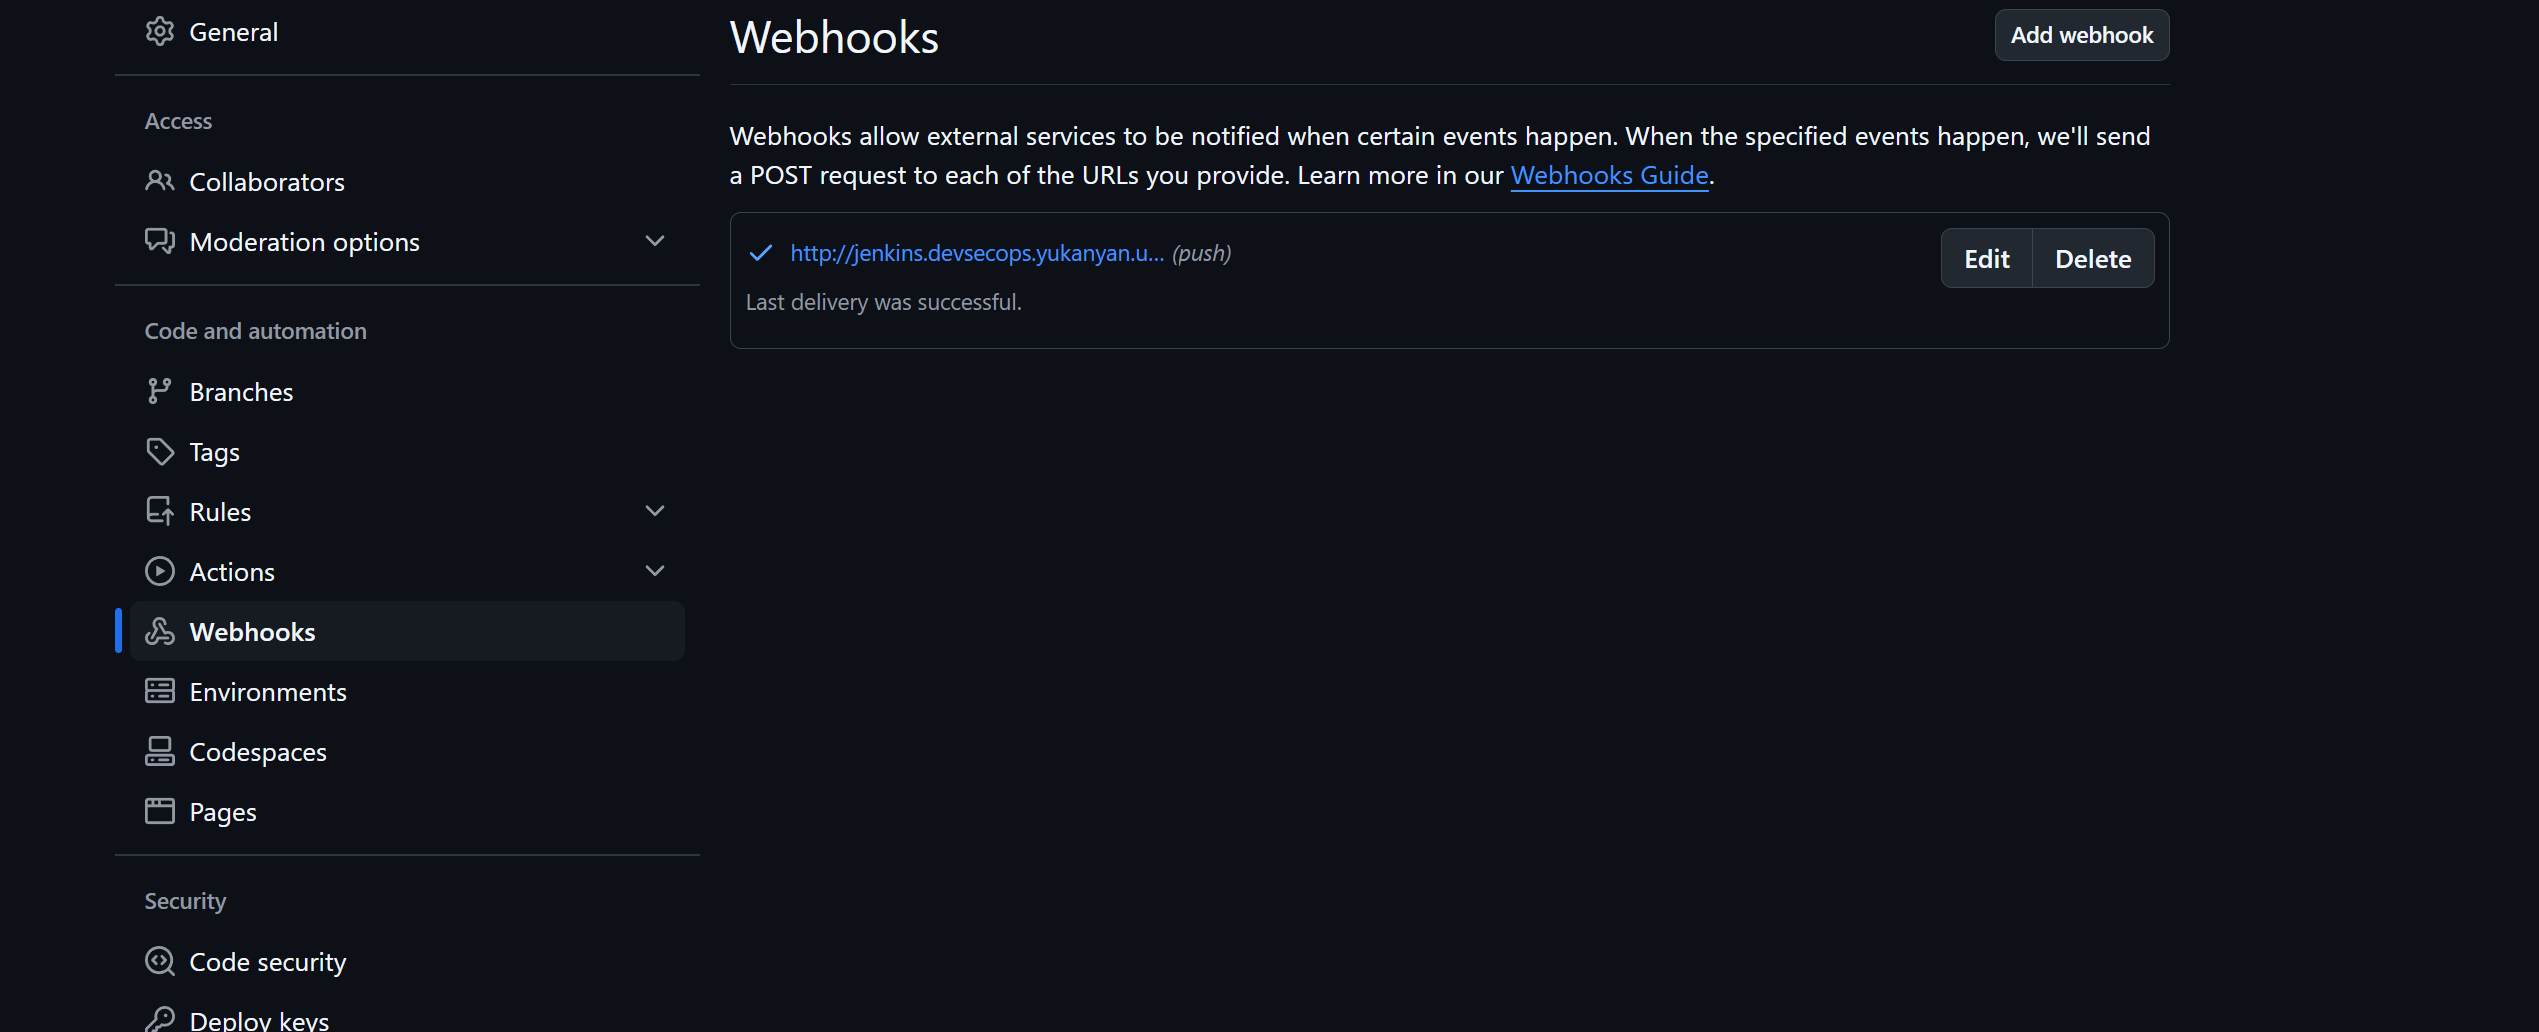 General
Access
Collaborators
Moderation options
Code and automation
Branches
Tags
Rules
Actions
Webhooks
Environments
Codespaces
Pages
Security
Code security
Deploy keys
Webhooks
Add webhook
Webhooks allow external services to be notified when certain events happen. When the specified events happen, we'll send
a POST request to each of the URLs you provide. Learn more in our Webhooks Guide.
http://jenkins.devsecops.yukanyan.u... (push)
Edit Delete
Last delivery was successful.